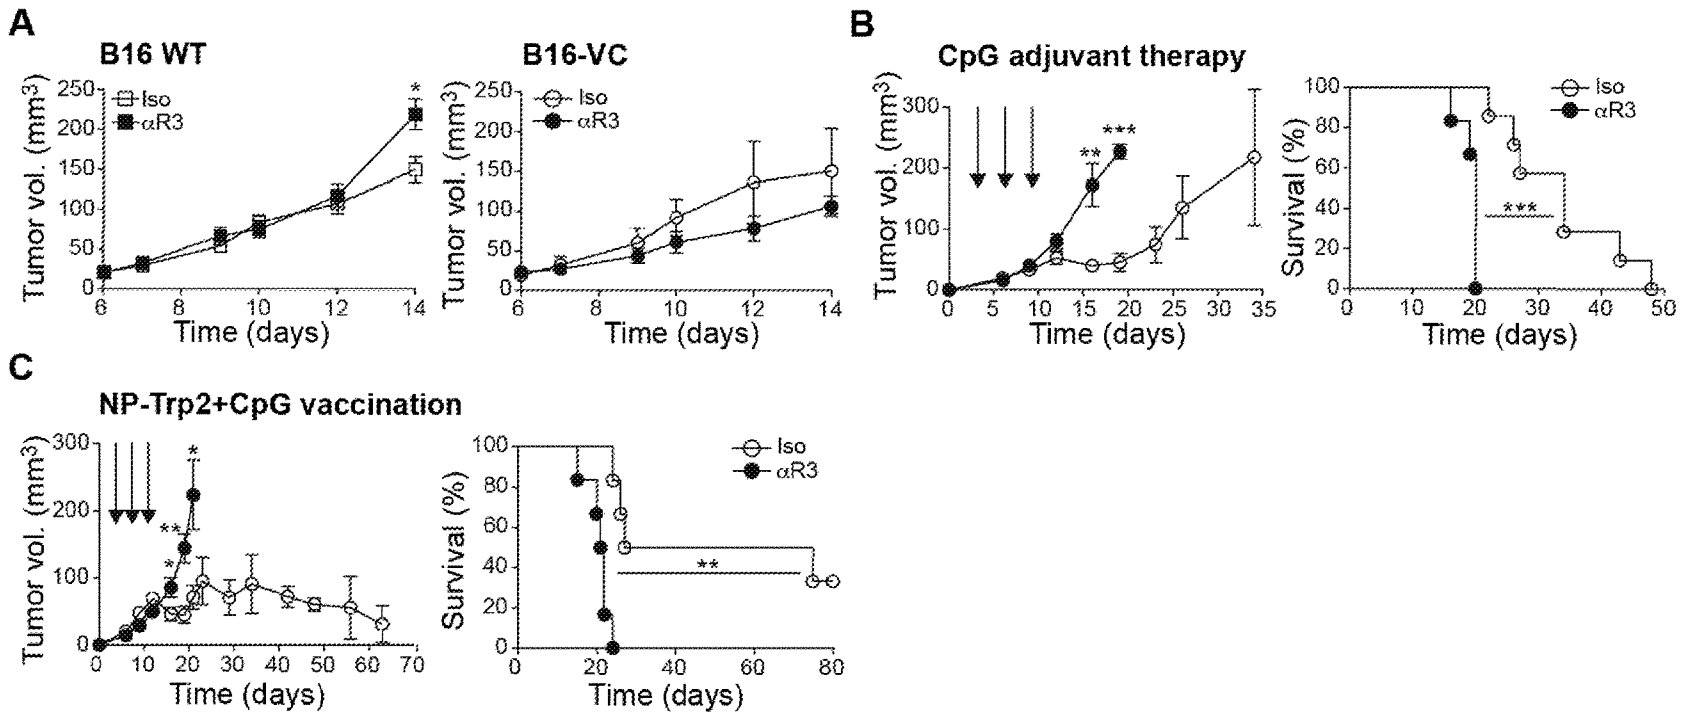 A
B16 WT
Tumor vol. (mm³)
250
200
150
100
50
0
Iso
αR3
*
6 8 10 12 14
Time (days)
B16-VC
Tumor vol. (mm³)
250
200
150
100
50
0
Iso
αR3
6 8 10 12 14
Time (days)
B
CpG adjuvant therapy
Tumor vol. (mm³)
300
200
100
0
** ***
0 5 10 15 20 25 30 35
Time (days)
Survival (%)
100
80
60
40
20
0
Iso
αR3
***
0 10 20 30 40 50
Time (days)
C
NP-Trp2+CpG vaccination
Tumor vol. (mm³)
300
200
100
0
*
**
*
0 10 20 30 40 50 60 70
Time (days)
Survival (%)
100
80
60
40
20
0
Iso
αR3
**
0 20 40 60 80
Time (days)